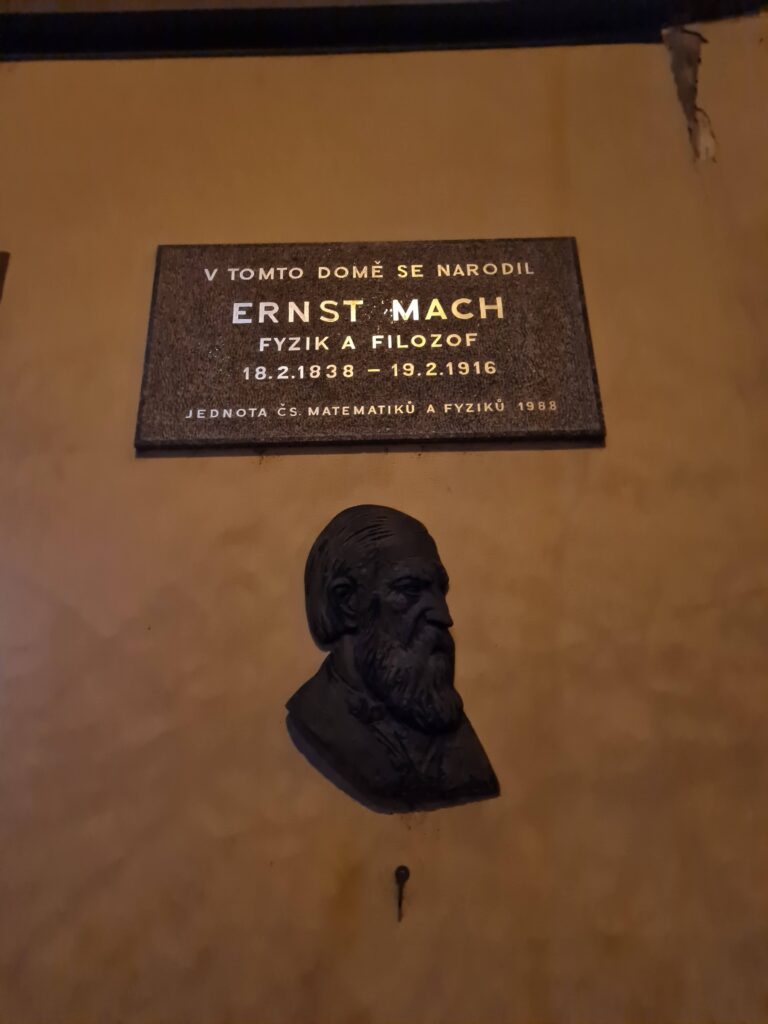 V TOMTO DOMĚ SE NARODIL
ERNST MACH
FYZIK A FILOZOF
18.2.1838 – 19.2.1916
JEDNOTA ČS. MATEMATIKŮ A FYZIKŮ 1988